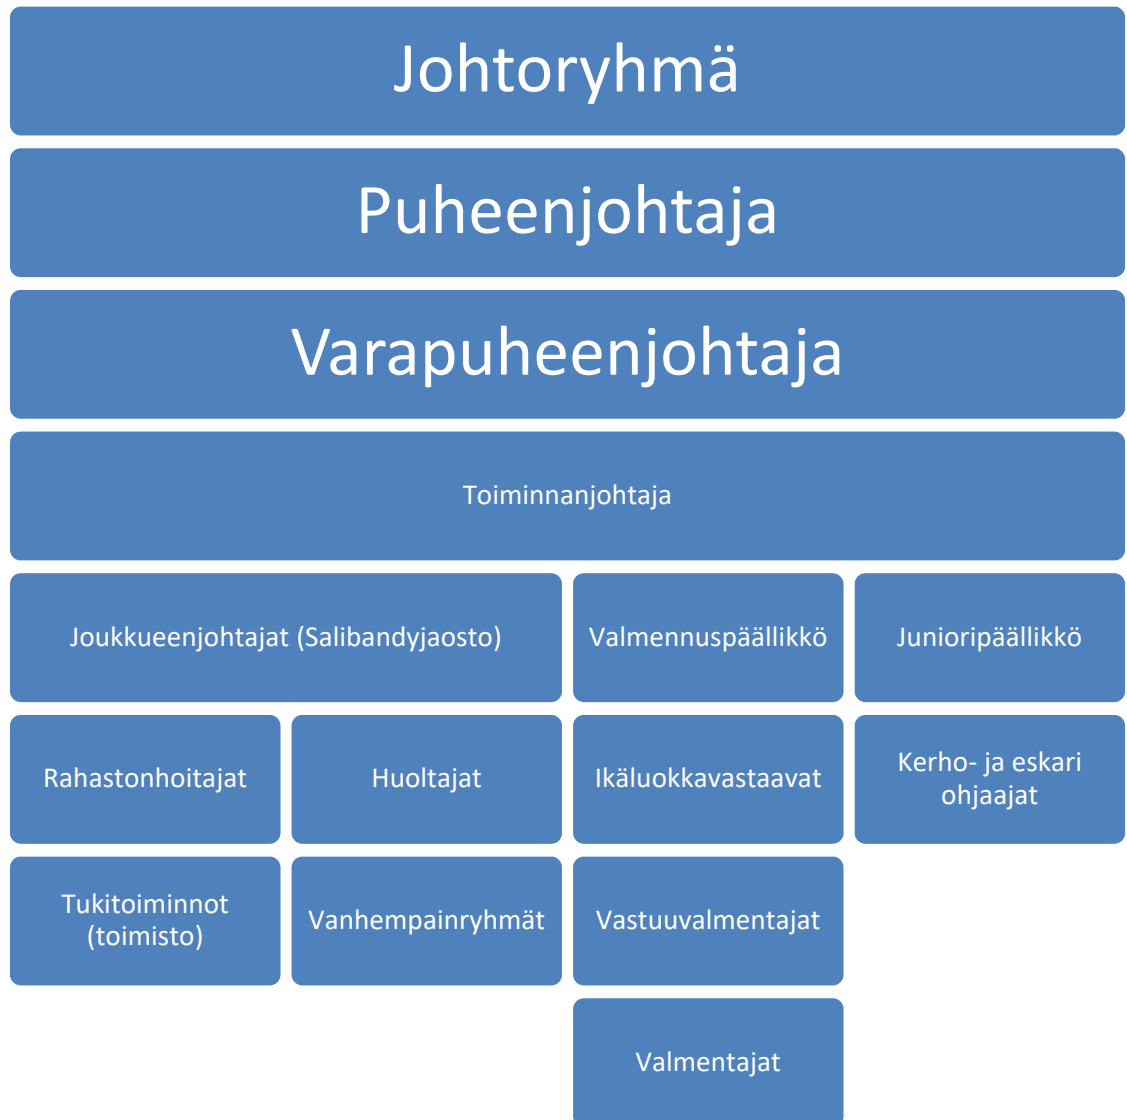 Johtoryhmä
Puheenjohtaja
Varapuheenjohtaja
Toiminnanjohtaja
Joukkueenjohtajat (Salibandyjaosto)
Valmennuspäällikkö
Junioripäällikkö
Rahastonhoitajat
Huoltajat
Ikäluokkavastaavat
Kerho- ja eskari
ohjaajat
Tukitoiminnot
(toimisto)
Vanhempainryhmät
Vastuuvalmentajat
Valmentajat